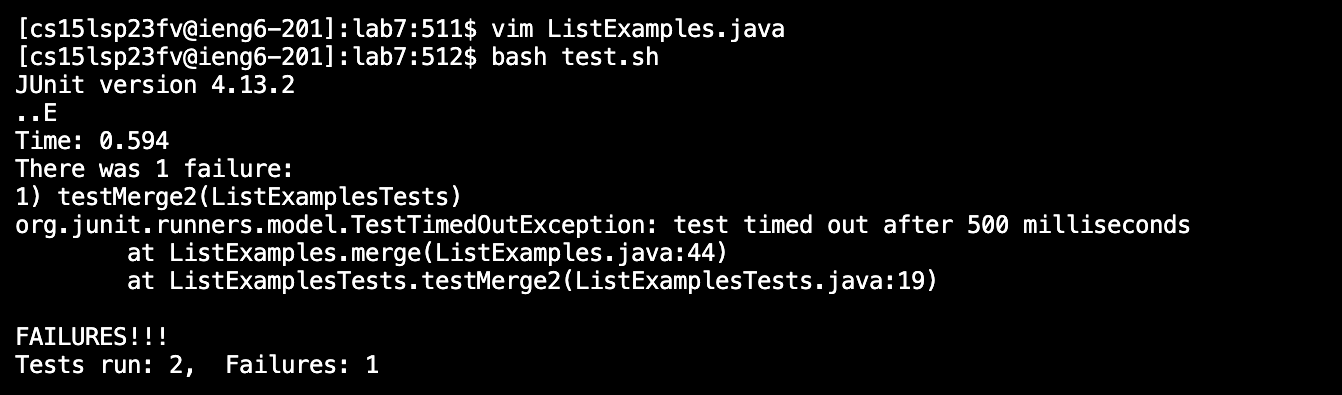 [cs15lsp23fv@ieng6-201]:lab7:511$ vim ListExamples.java
[cs15lsp23fv@ieng6-201]:lab7:512$ bash test.sh
JUnit version 4.13.2
..E
Time: 0.594
There was 1 failure:
1) testMerge2(ListExamplesTests)
org.junit.runners.model.TestTimedOutException: test timed out after 500 milliseconds
        at ListExamples.merge(ListExamples.java:44)
        at ListExamplesTests.testMerge2(ListExamplesTests.java:19)

FAILURES!!!
Tests run: 2,  Failures: 1